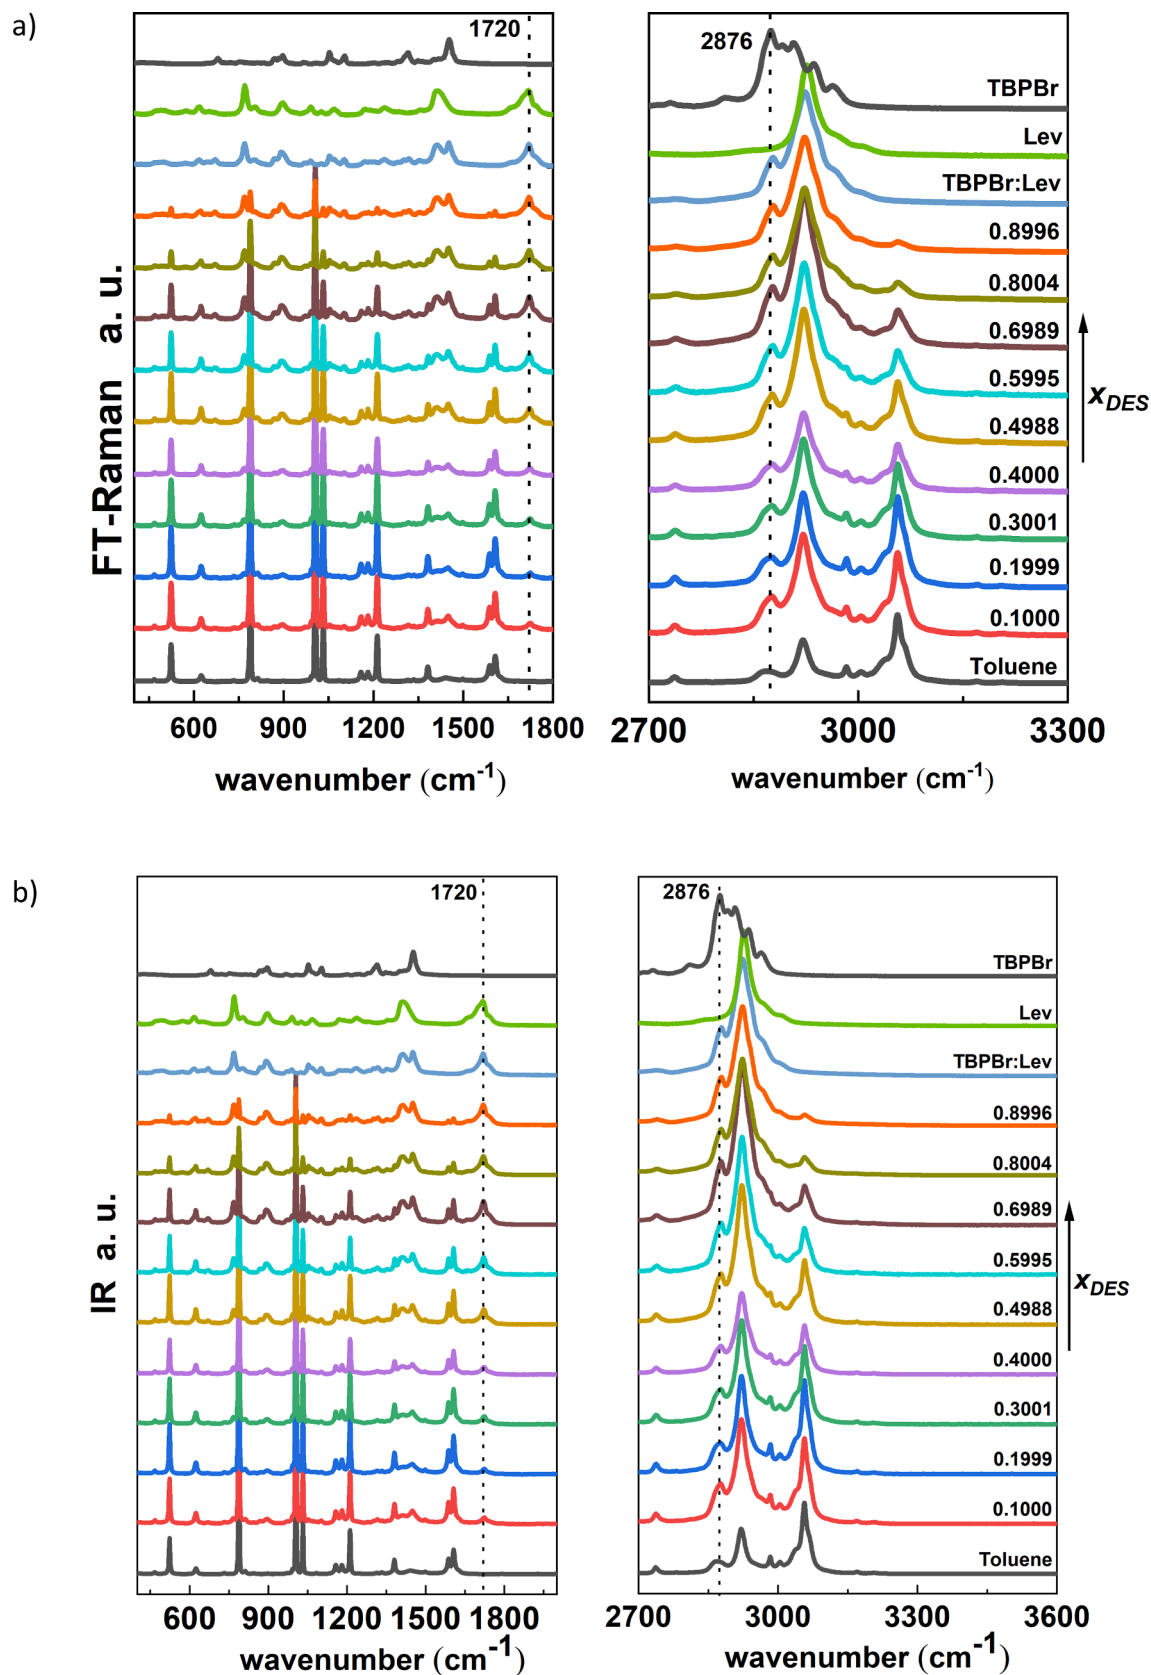 a)
1720
2876
TBPBr
Lev
TBPBr:Lev
0.8996
0.8004
0.6989
0.5995
0.4988
0.4000
0.3001
0.1999
0.1000
Toluene
xDES
FT-Raman a. u.
600 900 1200 1500 1800
2700 3000 3300
wavenumber (cm-1)
wavenumber (cm-1)
b)
1720
2876
TBPBr
Lev
TBPBr:Lev
0.8996
0.8004
0.6989
0.5995
0.4988
0.4000
0.3001
0.1999
0.1000
Toluene
xDES
IR a. u.
600 900 1200 1500 1800
2700 3000 3300 3600
wavenumber (cm-1)
wavenumber (cm-1)